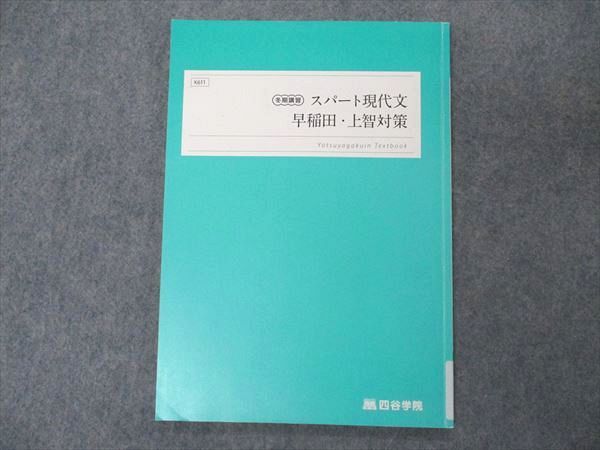 K611
冬期講習 スパート現代文
早稲田・上智対策
Yotsuyagakuin Textbook
四谷学院